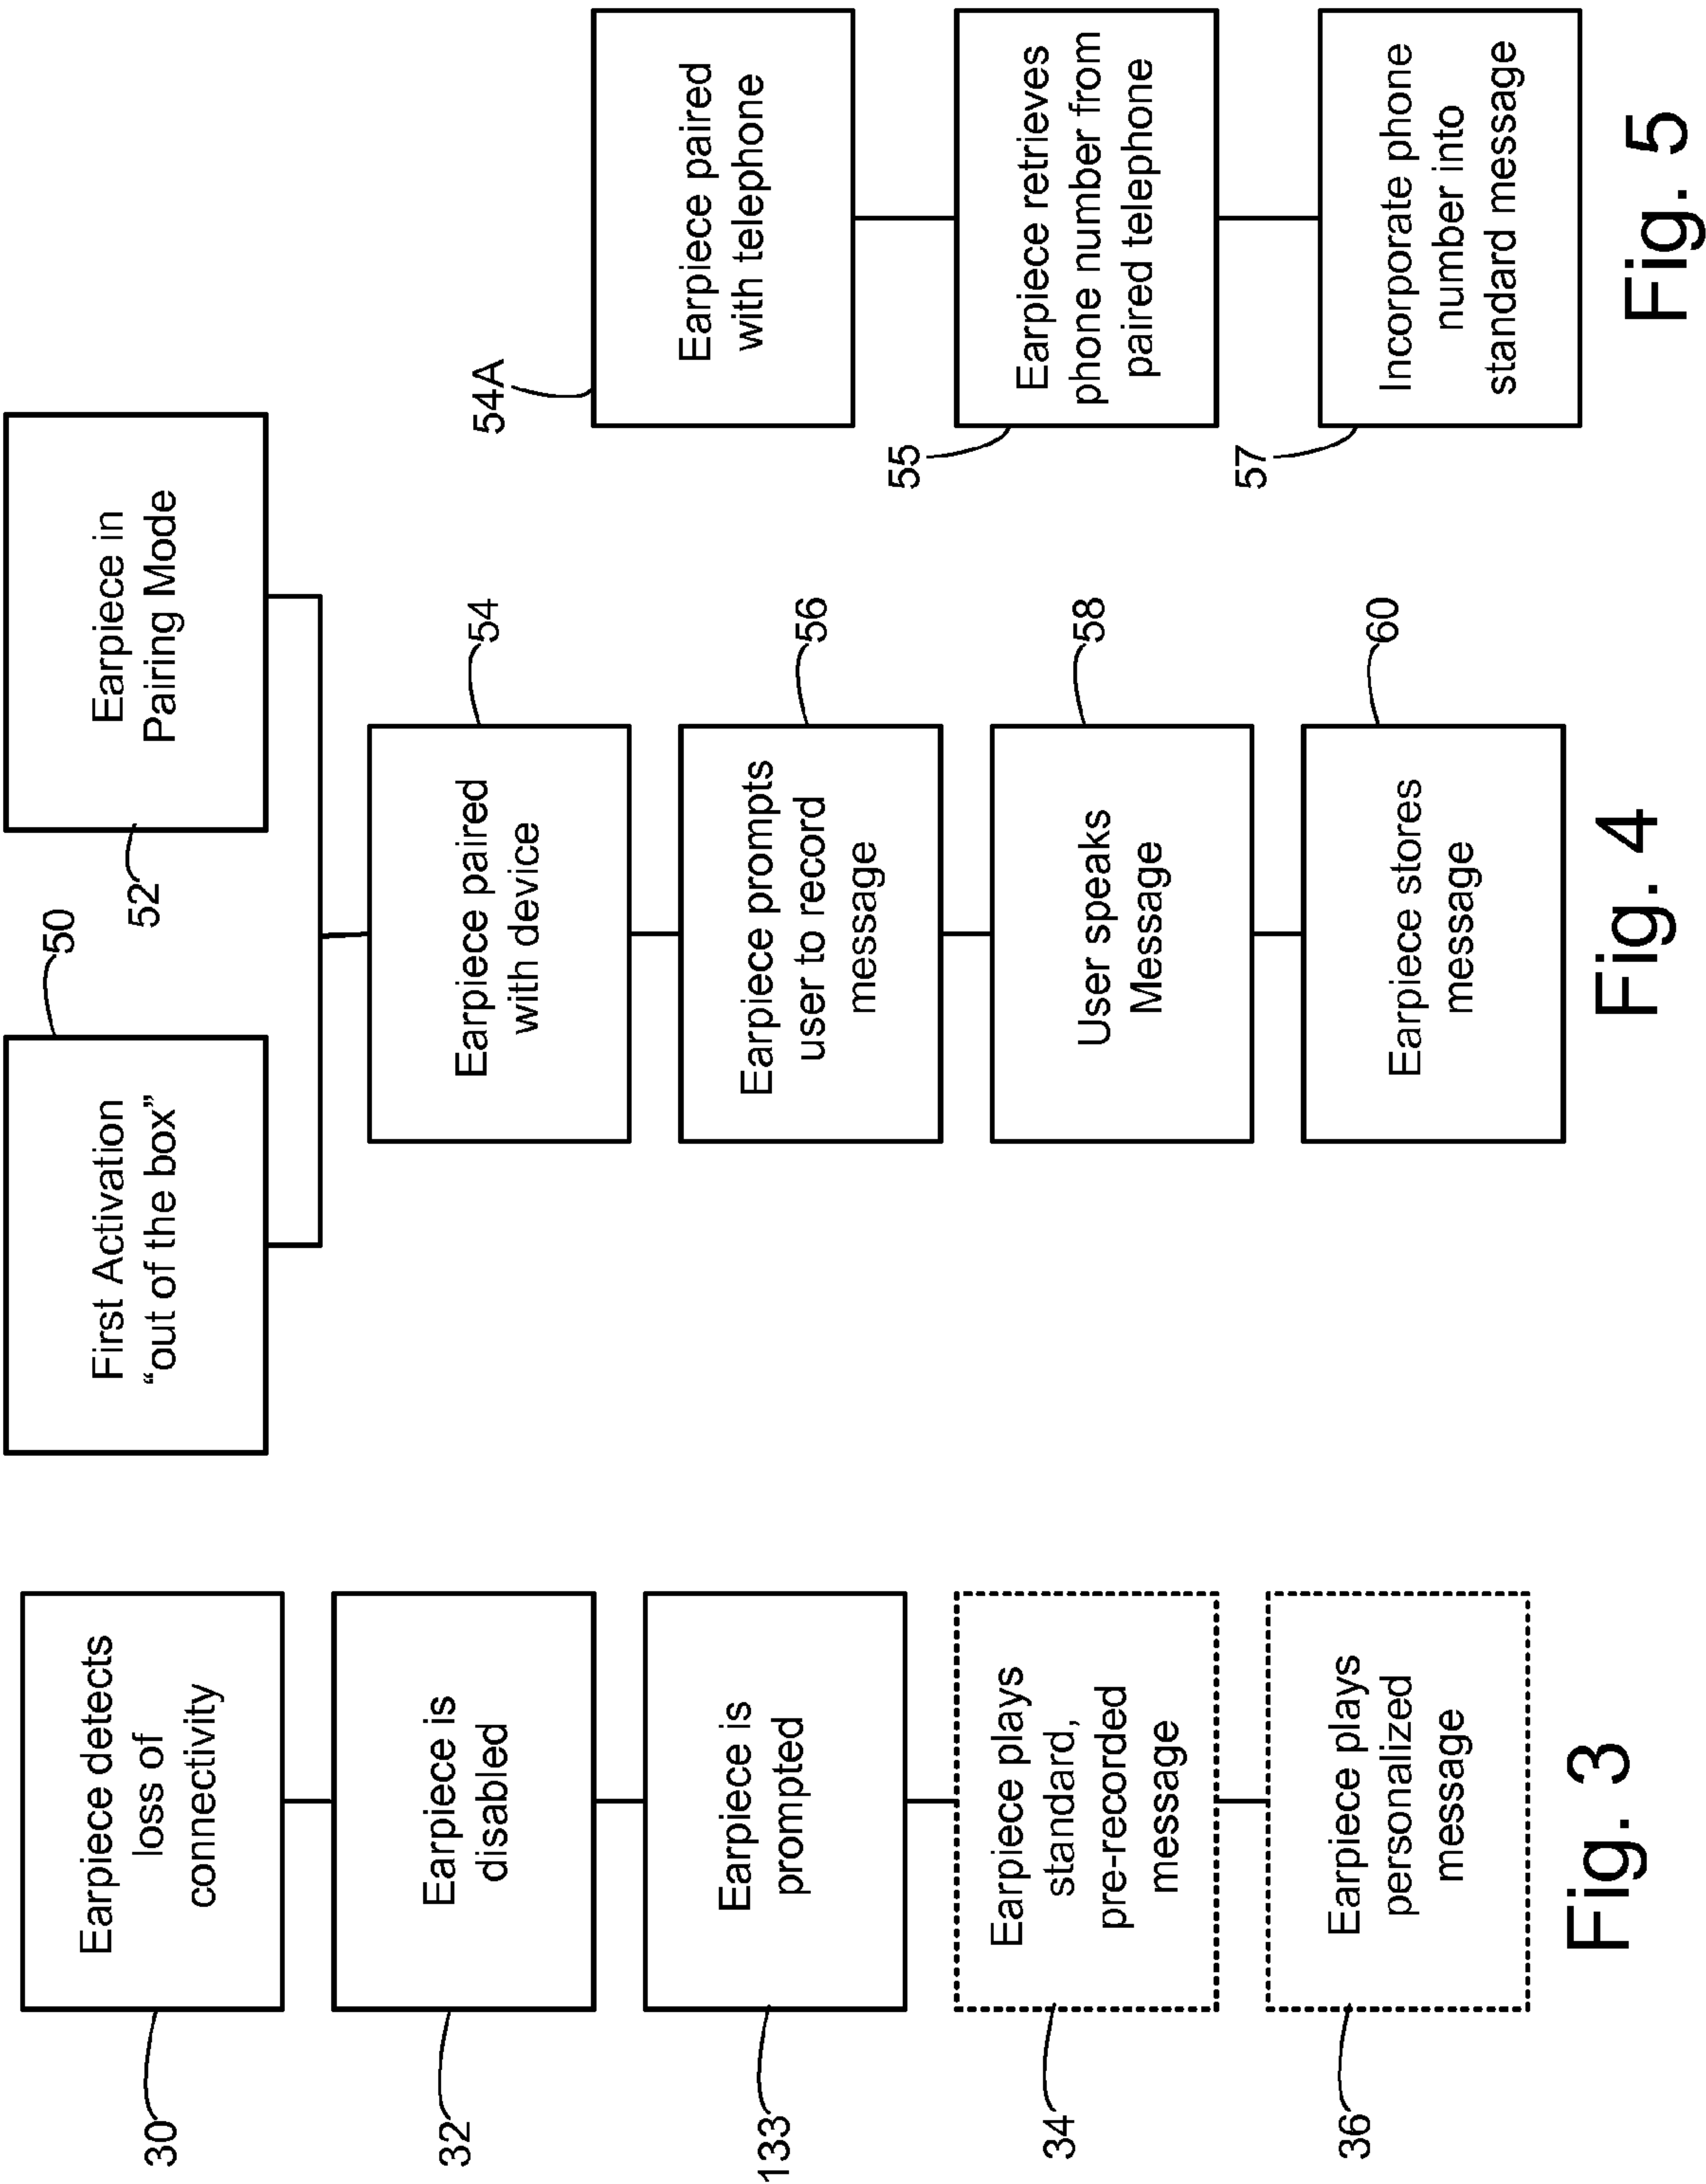 30
Earpiece detects
loss of
connectivity
32
Earpiece is
disabled
133
Earpiece is
prompted
34
Earpiece plays
standard,
pre-recorded
message
36
Earpiece plays
personalized
message
Fig. 3
50
First Activation
“out of the box”
52
Earpiece in
Pairing Mode
54
Earpiece paired
with device
56
Earpiece prompts
user to record
message
58
User speaks
Message
60
Earpiece stores
message
Fig. 4
54A
Earpiece paired
with telephone
55
Earpiece retrieves
phone number from
paired telephone
57
Incorporate phone
number into
standard message
Fig. 5